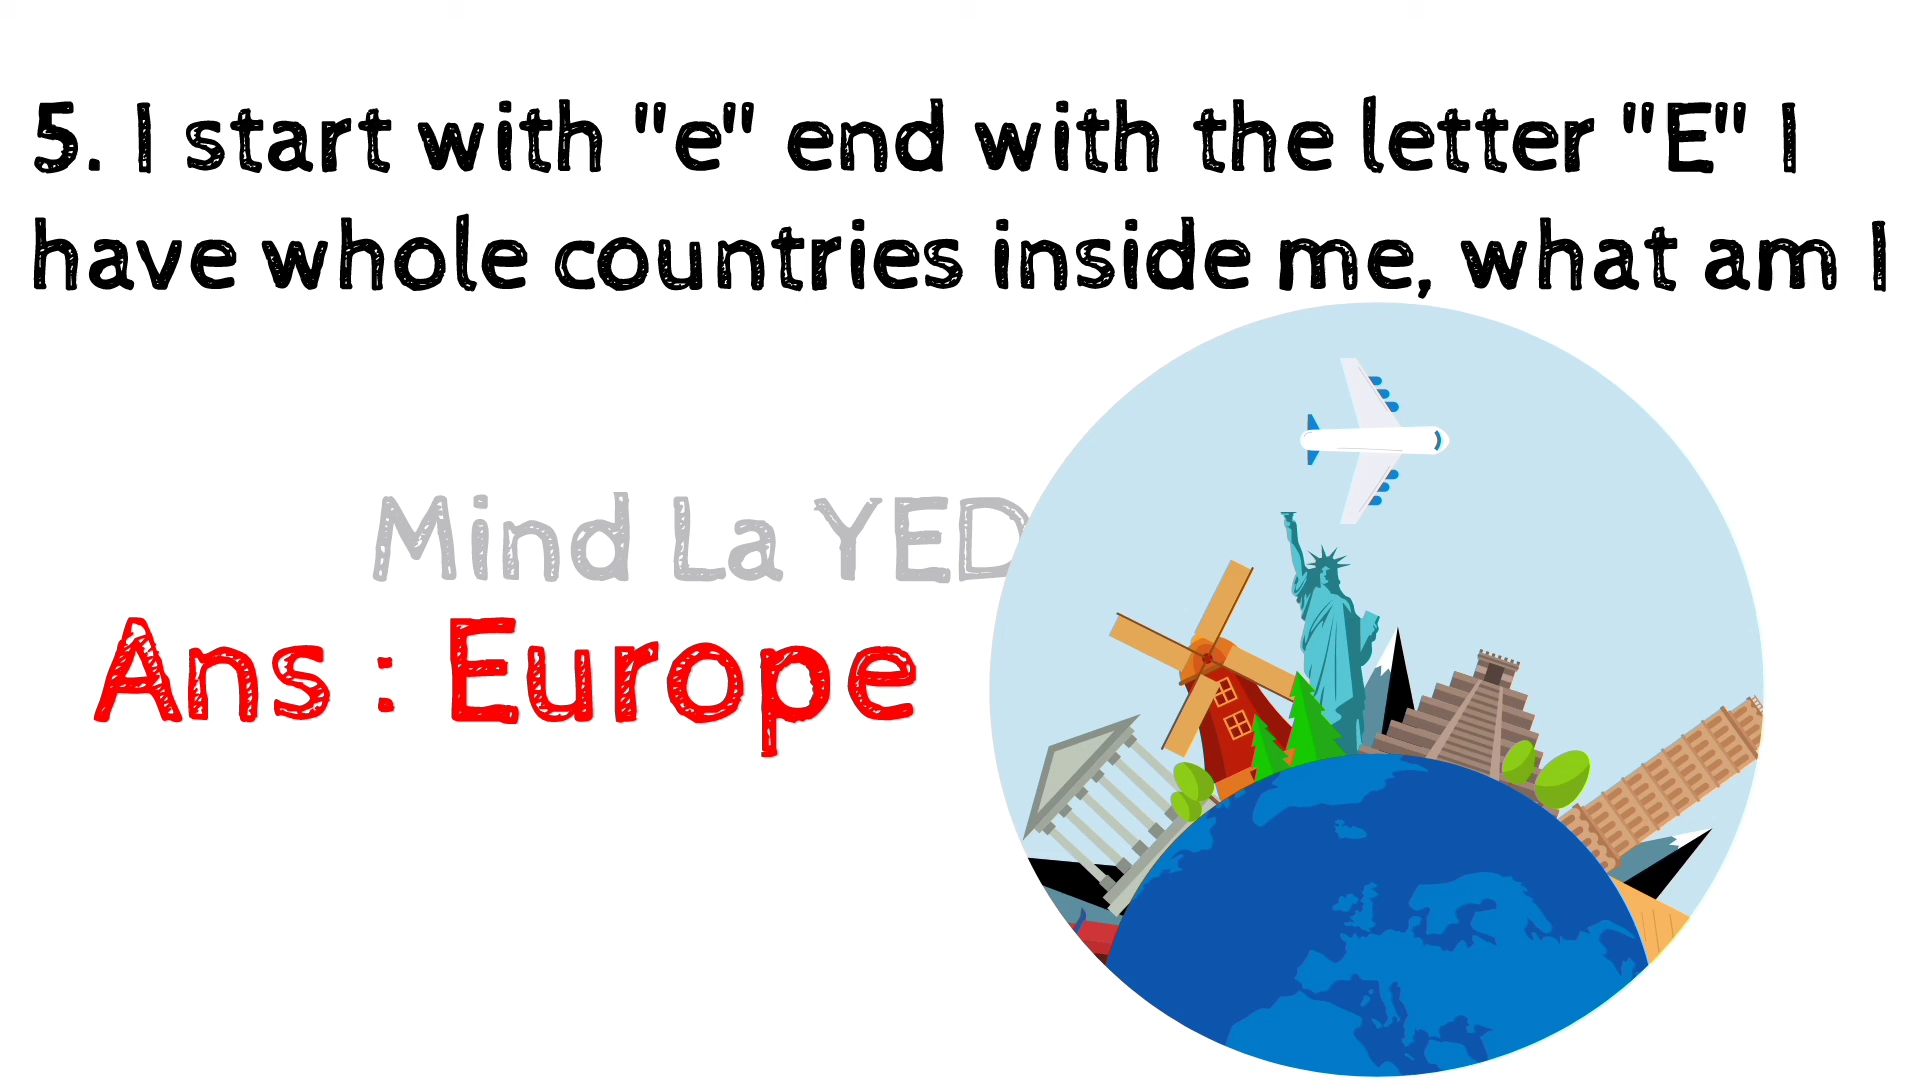 5. I start with "e" end with the letter "E" I
have whole countries inside me, what am I
Mind La YED
Ans : Europe